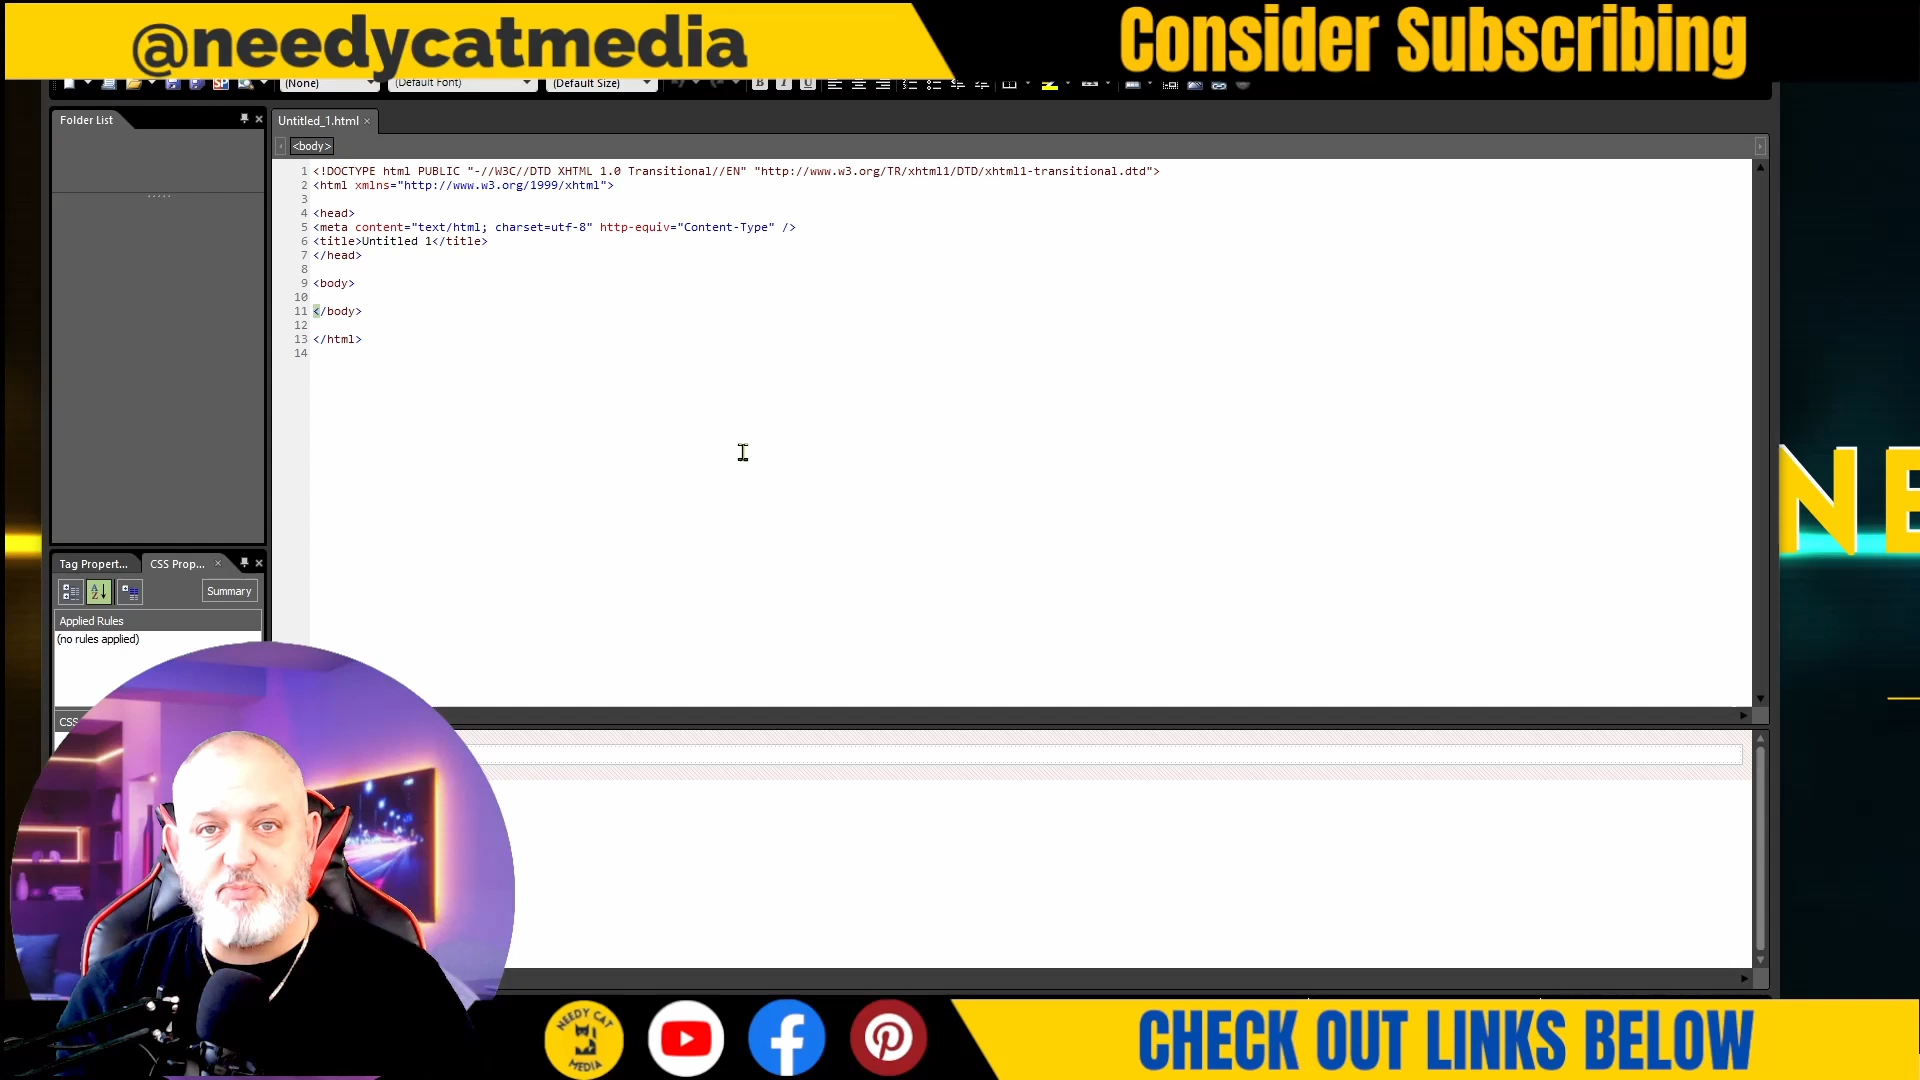 @needycatmedia
Consider Subscribing
(None)
(Default Font)
(Default Size)
Folder List
Untitled_1.html
<body>
1 <!DOCTYPE html PUBLIC "-//W3C//DTD XHTML 1.0 Transitional//EN" "http://www.w3.org/TR/xhtml1/DTD/xhtml1-transitional.dtd">
2 <html xmlns="http://www.w3.org/1999/xhtml">
3
4 <head>
5 <meta content="text/html; charset=utf-8" http-equiv="Content-Type" />
6 <title>Untitled 1</title>
7 </head>
8
9 <body>
10
11 </body>
12
13 </html>
14
NE
Tag Propert...
CSS Prop...
Summary
Applied Rules
(no rules applied)
CSS
NEEDY CAT
MEDIA
CHECK OUT LINKS BELOW